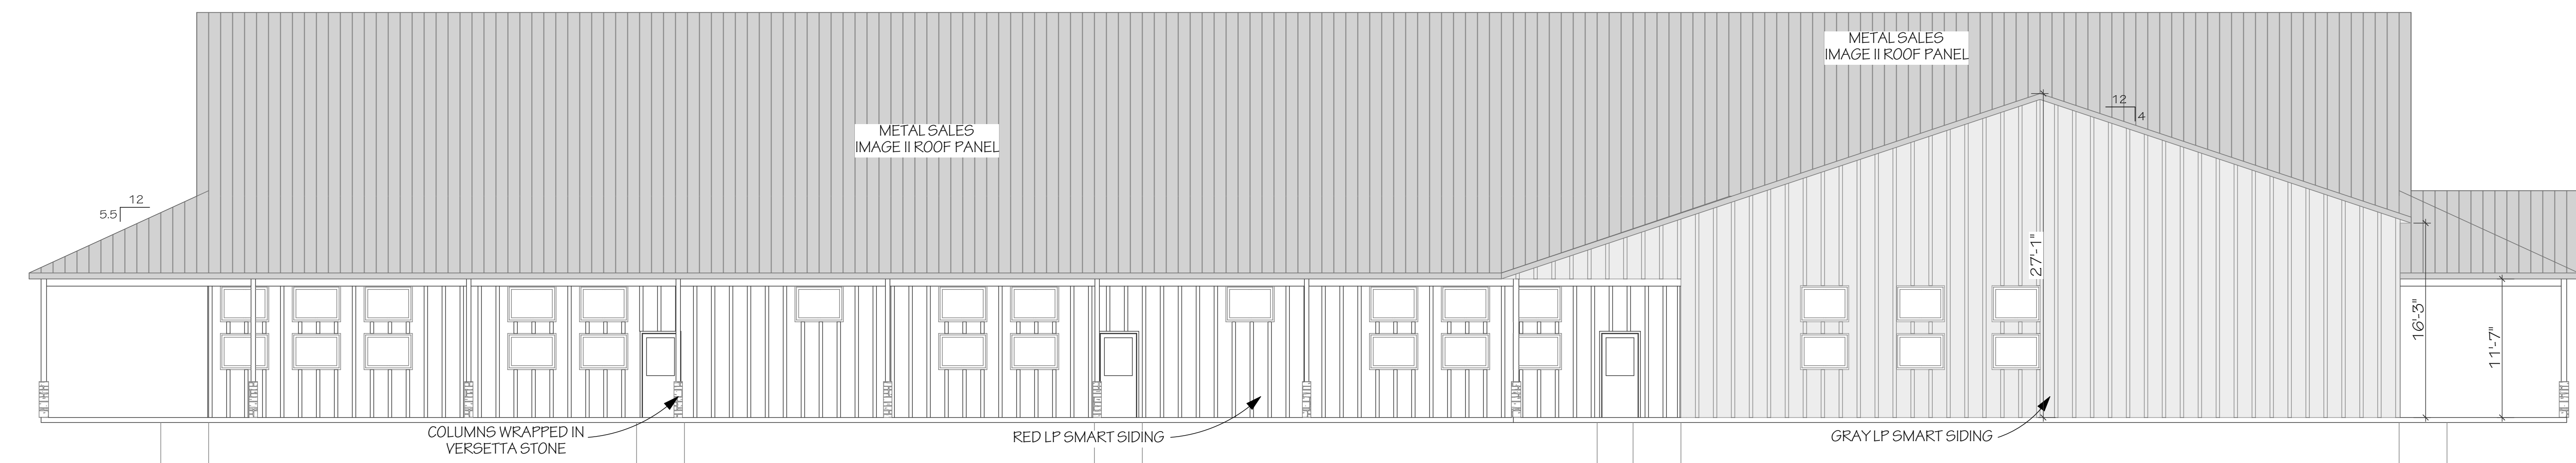 METAL SALES
IMAGE II ROOF PANEL
METAL SALES
IMAGE II ROOF PANEL
12
4
12
5.5
27'-1"
16'-3"
11'-7"
COLUMNS WRAPPED IN
VERSETTA STONE
RED LP SMART SIDING
GRAY LP SMART SIDING